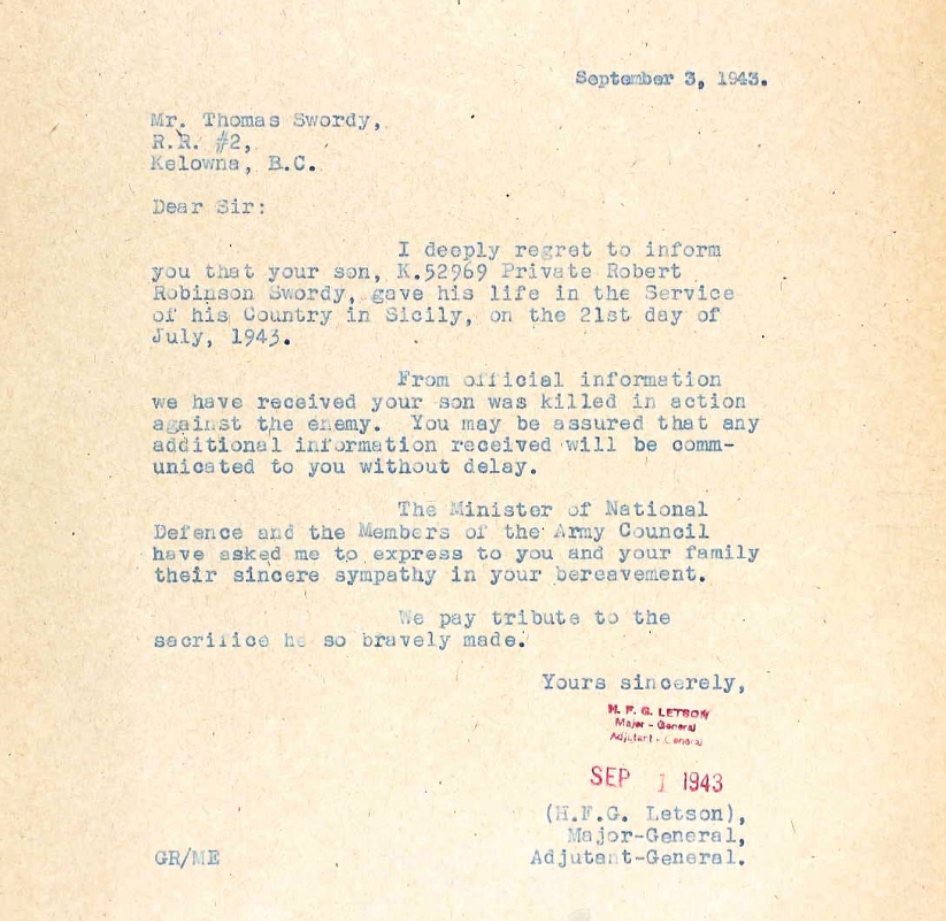 September 3, 1943.
Mr. Thomas Swordy,
R.R. #2,
Kelowna, B.C.
Dear Sir:
I deeply regret to inform
you that your son, K.52969 Private Robert
Robinson Swordy, gave his life in the Service
of his Country in Sicily, on the 21st day of
July, 1943.
From official information
we have received your son was killed in action
against the enemy. You may be assured that any
additional information received will be comm-
unicated to you without delay.
The Minister of National
Defence and the Members of the Army Council
have asked me to express to you and your family
their sincere sympathy in your bereavement.
We pay tribute to the
sacrifice he so bravely made.
Yours sincerely,
H. F. G. LETSON
Major - General
Adjutant - General
SEP 1 1943
(H.F.G. Letson),
Major-General,
GR/ME Adjutant-General.